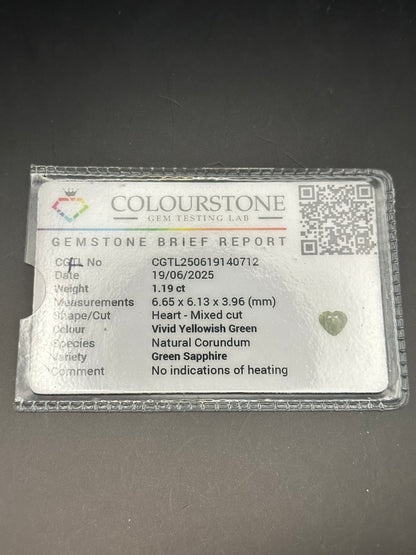 COLOURSTONE
GEM TESTING LAB
GEMSTONE BRIEF REPORT
CGTL No CGTL250619140712
Date 19/06/2025
Weight 1.19 ct
Measurements 6.65 x 6.13 x 3.96 (mm)
Shape/Cut Heart - Mixed cut
Colour Vivid Yellowish Green
Species Natural Corundum
Variety Green Sapphire
Comment No indications of heating